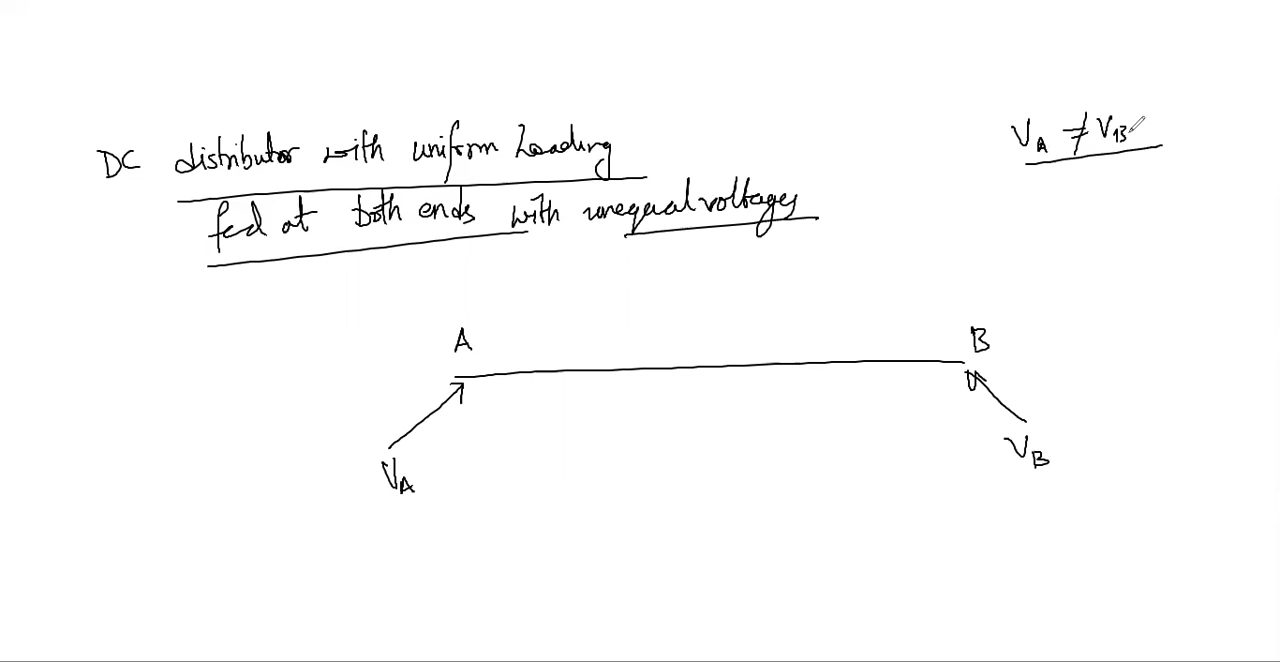 DC distributor with uniform loading
fed at both ends with unequal voltages
V_A ≠ V_B
A
B
V_A
V_B